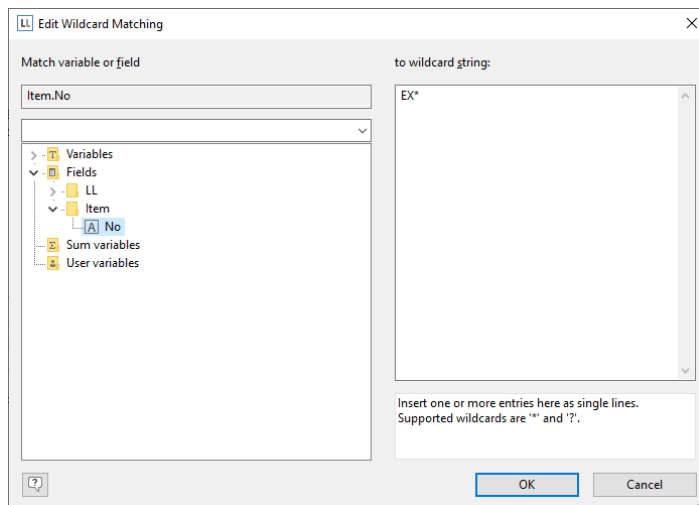 LL Edit Wildcard Matching
Match variable or field
Item.No
Variables
Fields
LL
Item
No
Sum variables
User variables
to wildcard string:
EX*
Insert one or more entries here as single lines.
Supported wildcards are '*' and '?'.
OK
Cancel